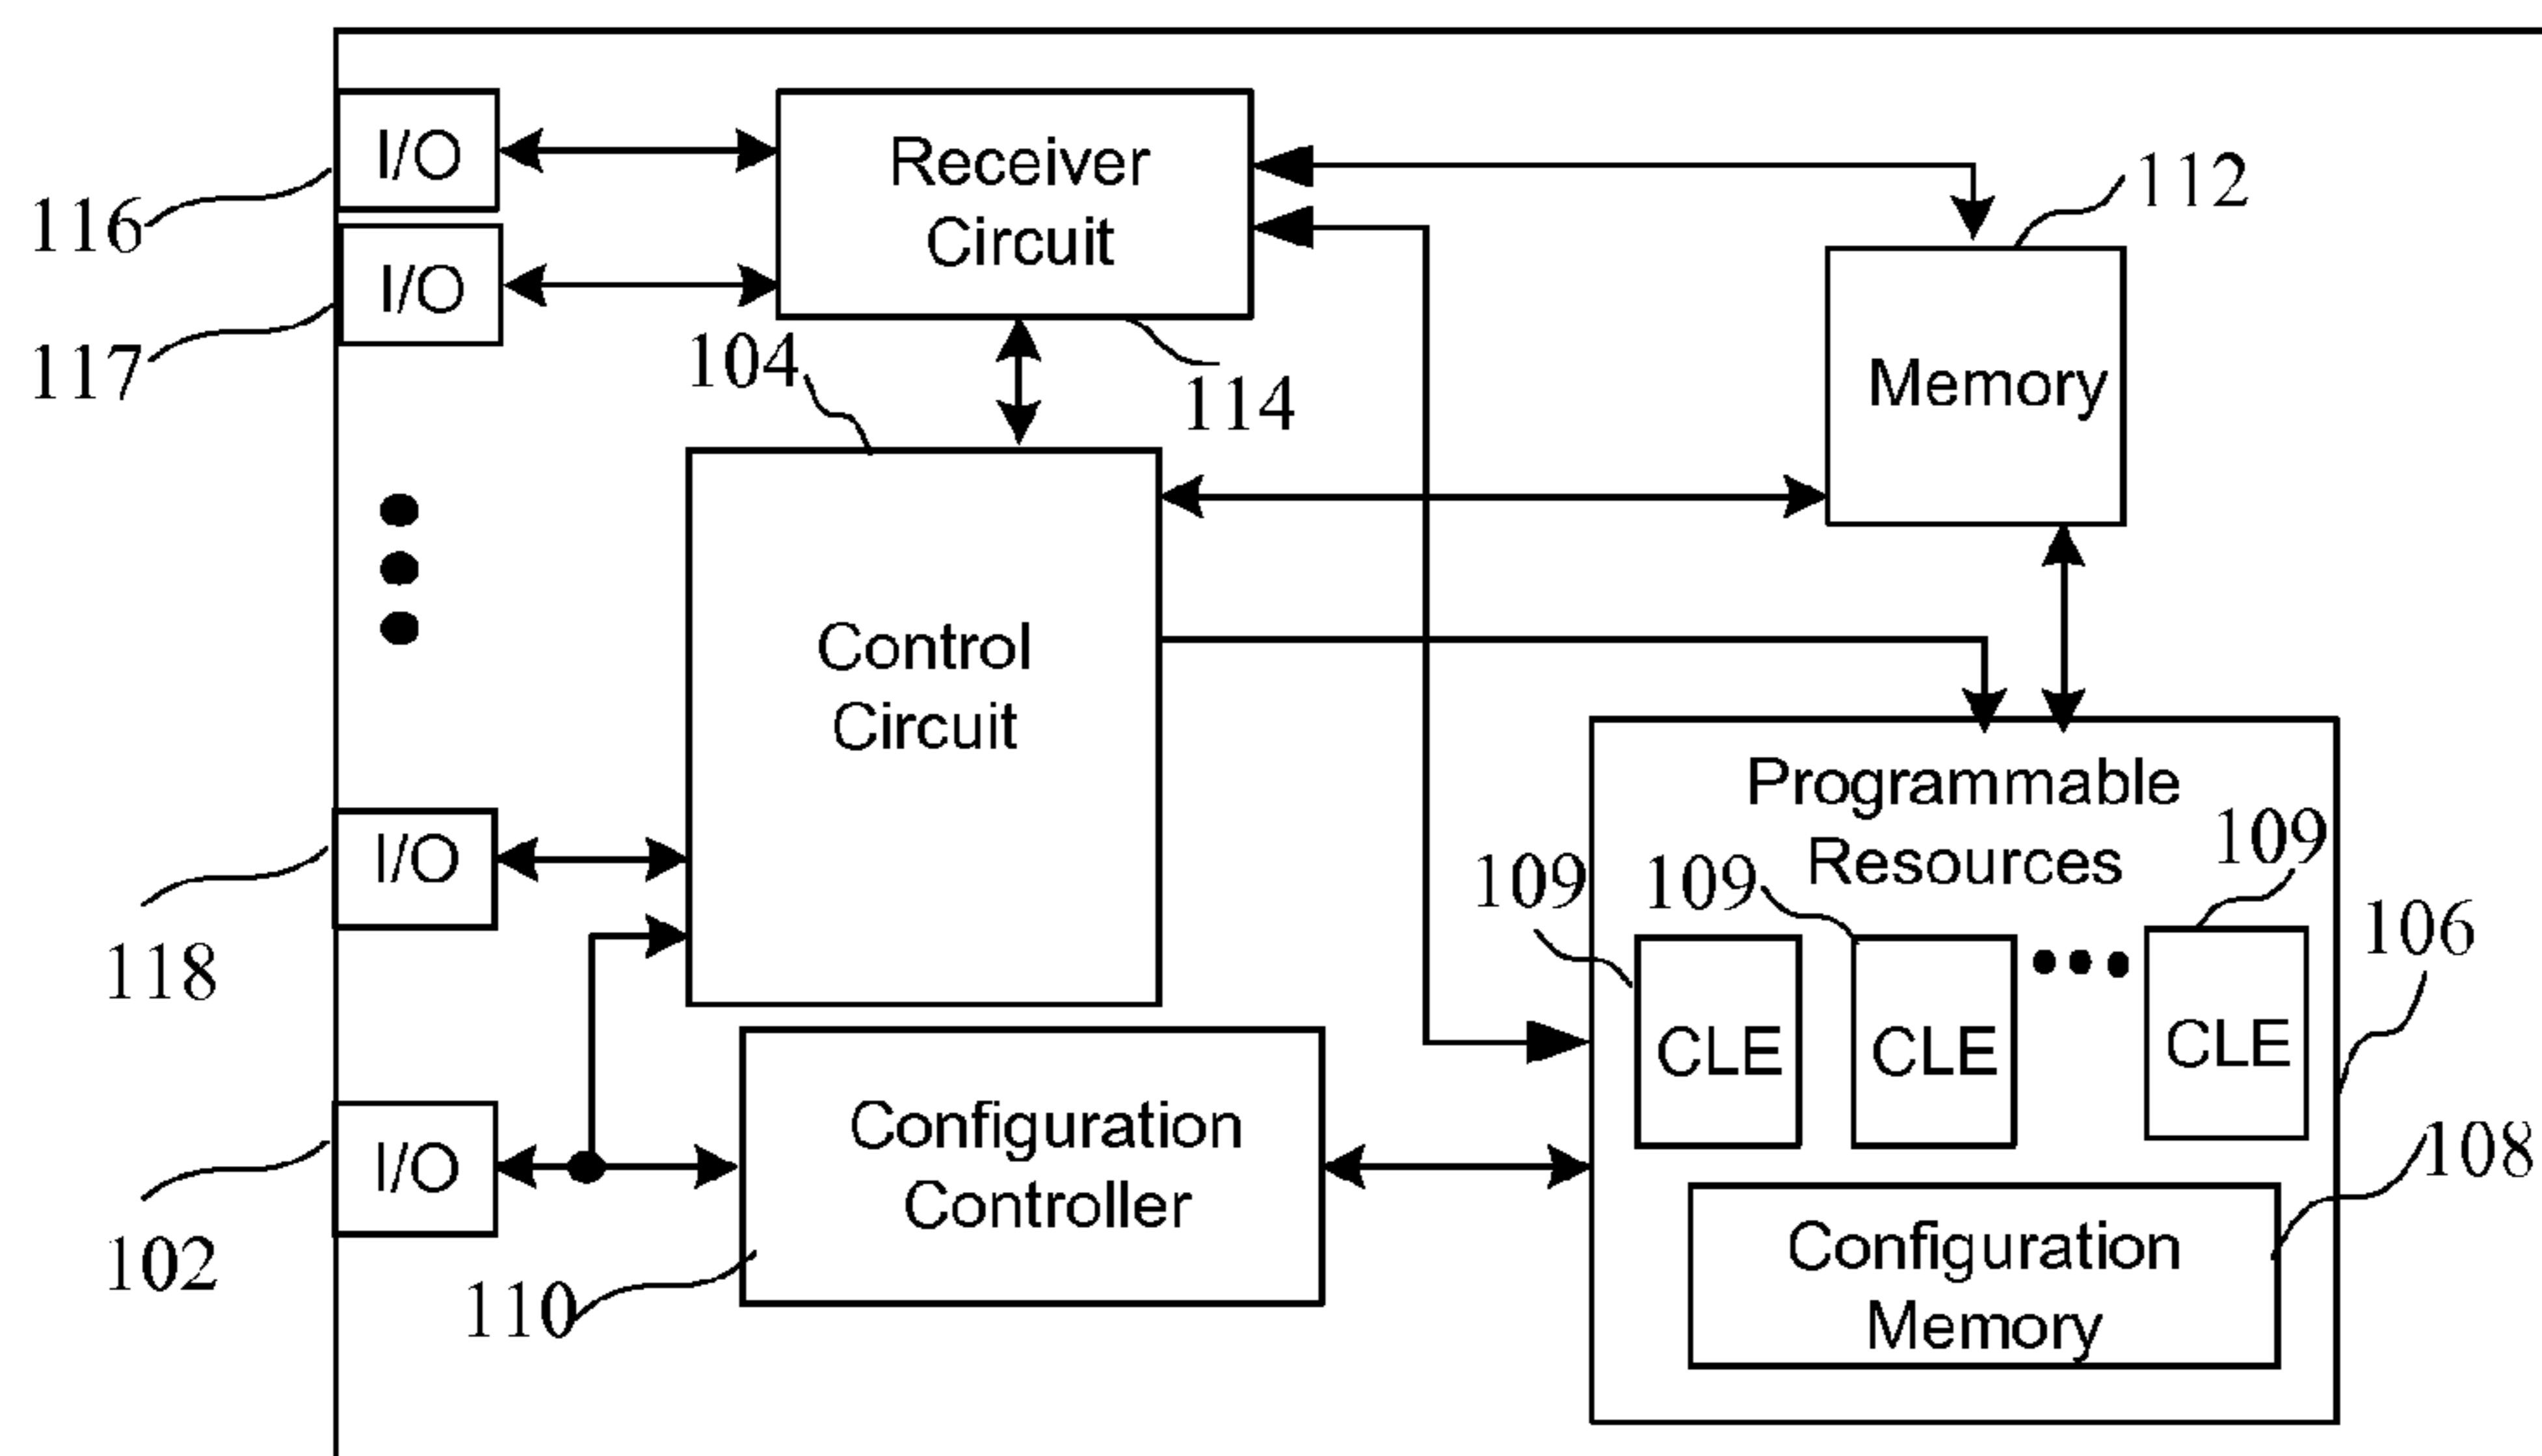 I/O
Receiver
Circuit
116
112
I/O
117
104
114
Memory
Control
Circuit
Programmable
Resources
I/O
118
109
109
109
106
CLE
CLE
CLE
I/O
102
Configuration
Controller
110
108
Configuration
Memory